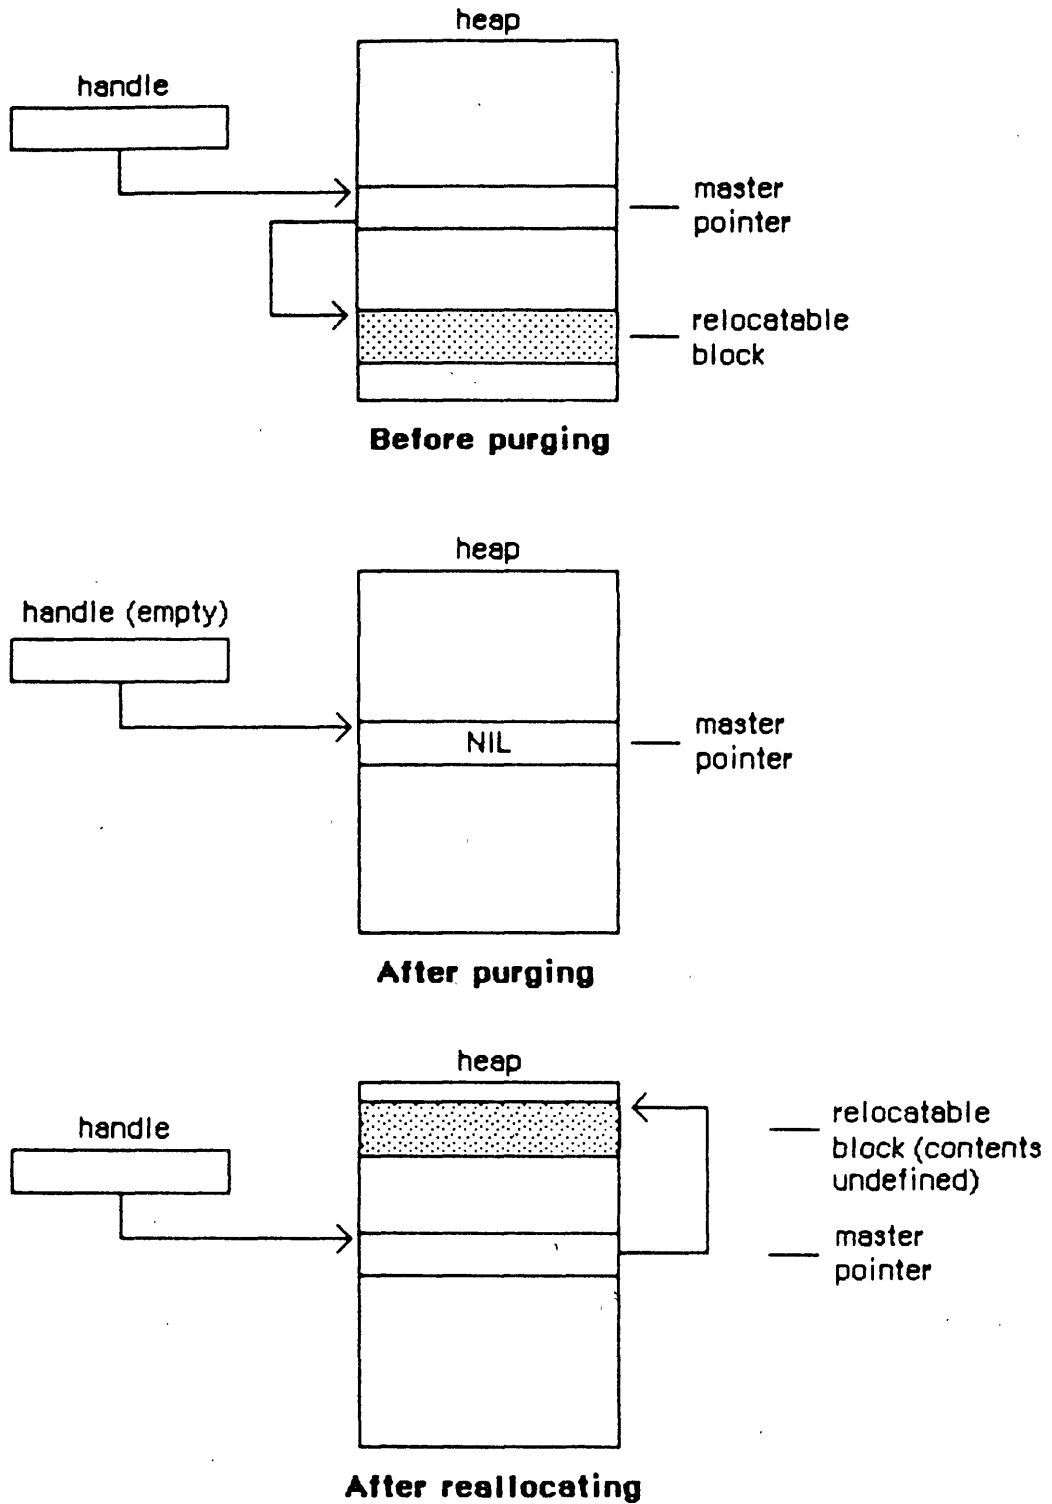 heap
handle
master
pointer
relocatable
block
Before purging
heap
handle (empty)
NIL
master
pointer
After purging
heap
handle
relocatable
block (contents
undefined)
master
pointer
After reallocating